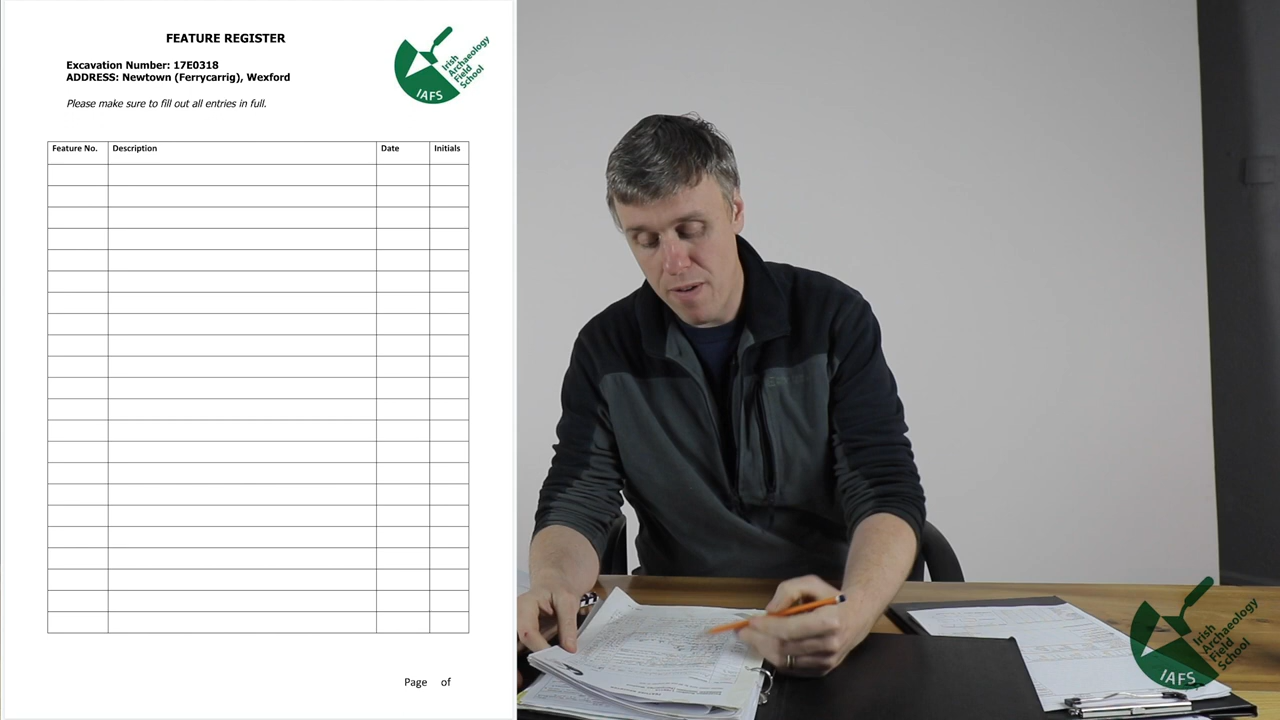 FEATURE REGISTER
Excavation Number: 17E0318
ADDRESS: Newtown (Ferrycarrig), Wexford
Please make sure to fill out all entries in full.
Irish
Archaeology
Field
School
IAFS
Feature No. Description Date Initials
Page of
Irish
Archaeology
Field
School
IAFS